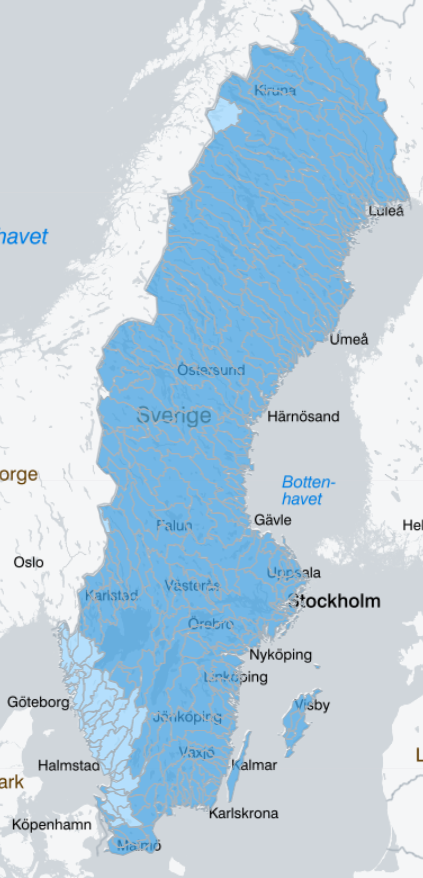 Kiruna
Luleå
havet
Umeå
Östersund
Sverige
Härnösand
orge
Botten-
havet
Falun
Gävle
Hel
Oslo
Uppsala
Västerås
Karlstad
Stockholm
Örebro
Nyköping
Linköping
Göteborg
Visby
Jönköping
Växjö
Halmstad
Kalmar
L
ark
Karlskrona
Köpenhamn
Malmö